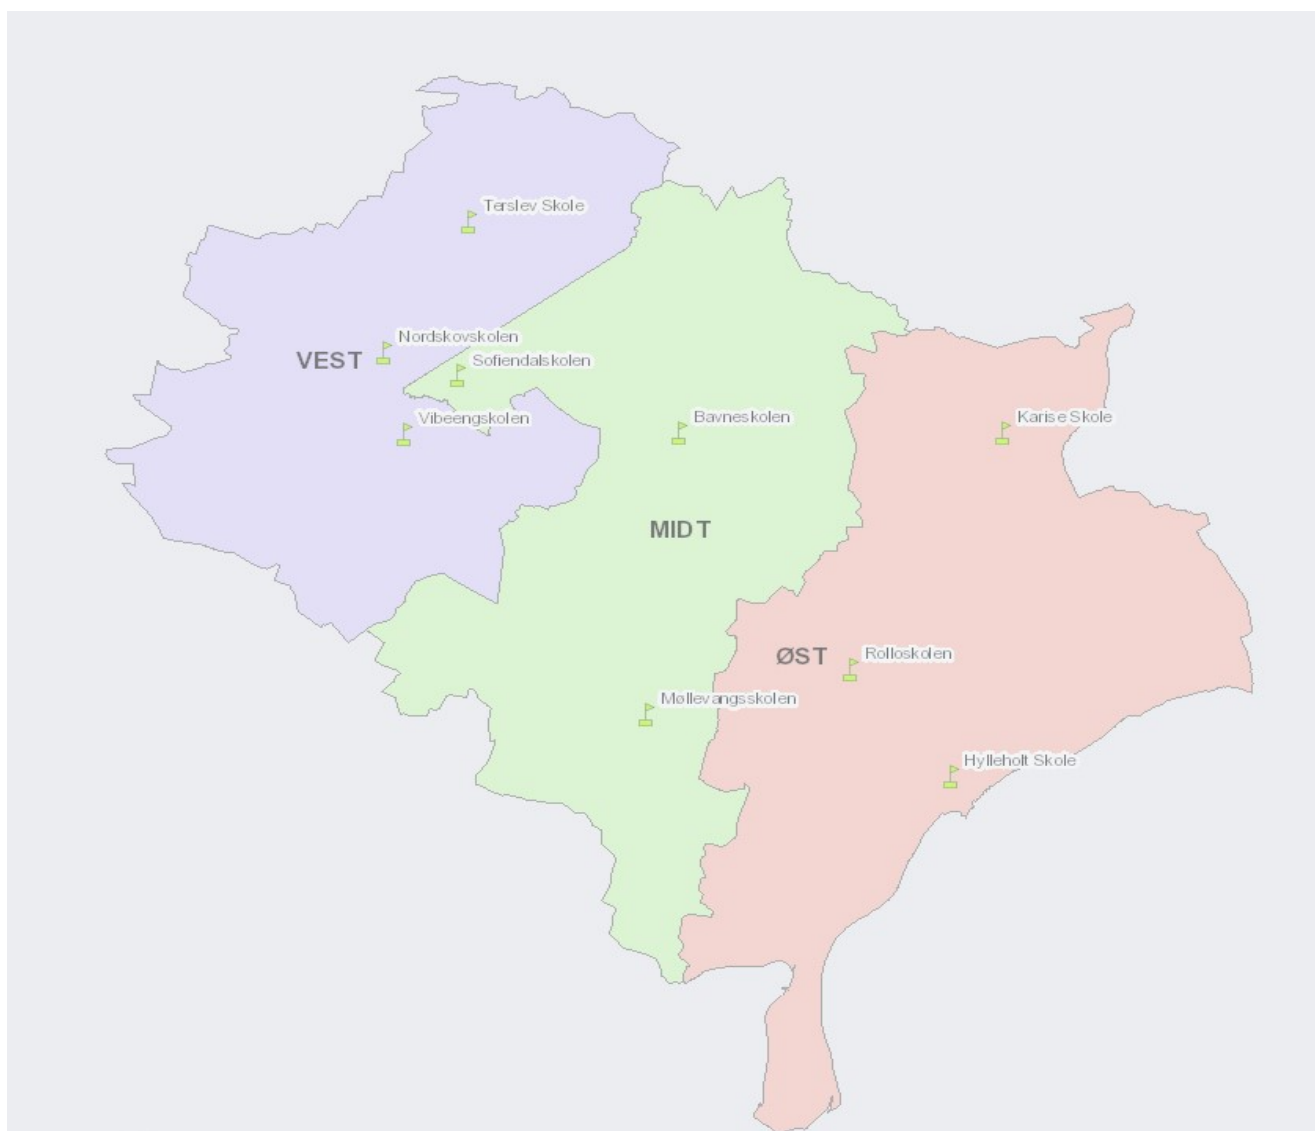 Terslev Skole
Nordskovskolen
VEST
Sofiendalskolen
Vibeengskolen
Bavneskolen
Karise Skole
MIDT
ØST
Rolloskolen
Møllevangsskolen
Hylleholt Skole